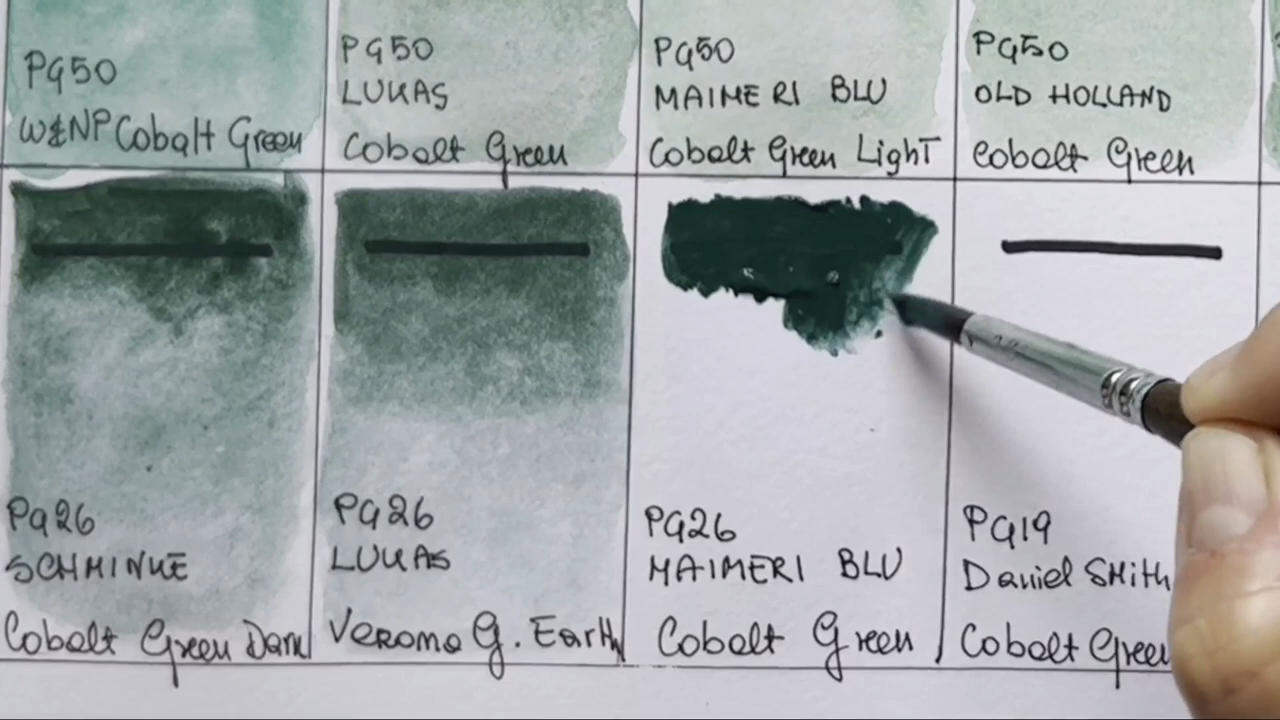 PG50
W&NP Cobalt Green
PG50
LUKAS
Cobalt Green
PG50
MAIMERI BLU
Cobalt Green Light
PG50
OLD HOLLAND
Cobalt Green
PG26
SCHMINKE
Cobalt Green Dark
PG26
LUKAS
Verona G. Earth
PG26
MAIMERI BLU
Cobalt Green
PG19
Daniel Smith
Cobalt Green